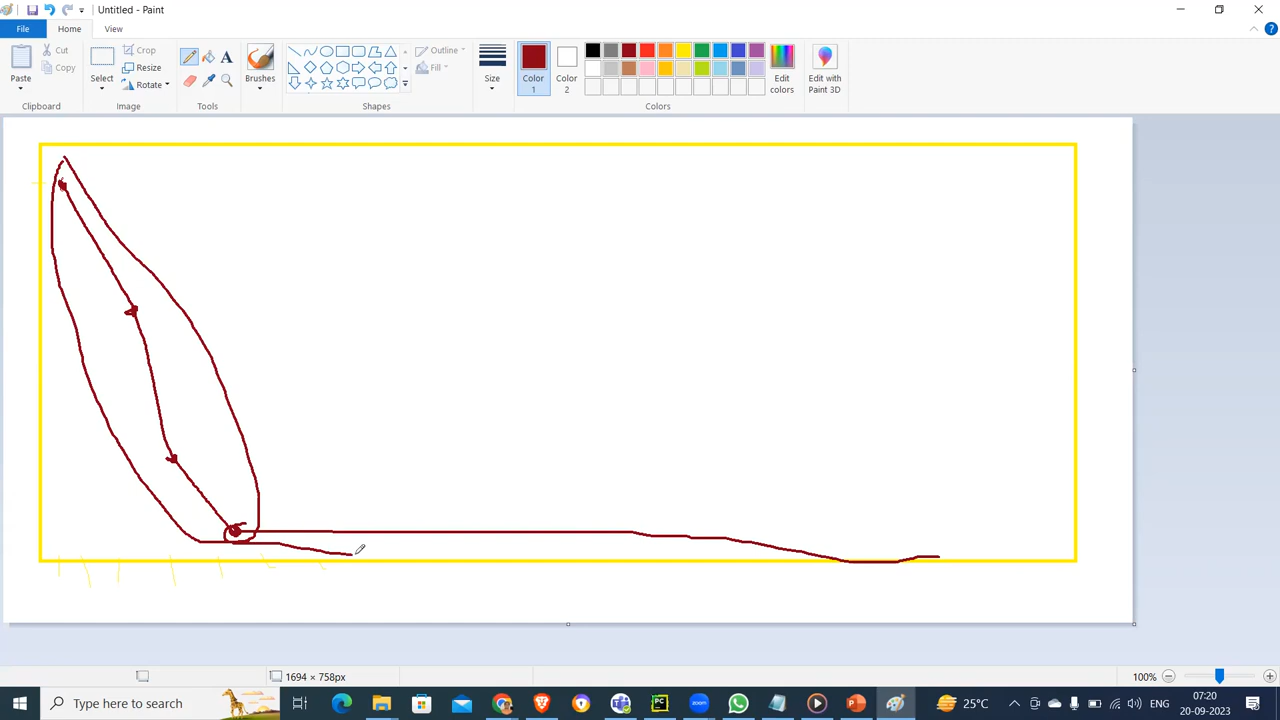 Untitled - Paint
File
Home
View
Paste
Cut
Copy
Clipboard
Select
Crop
Resize
Rotate
Image
A
Tools
Brushes
Shapes
Outline
Fill
Size
Color 1
Color 2
Edit colors
Colors
Edit with Paint 3D
1694 × 758px
100%
Type here to search
PC
zoom
25°C
ENG
07:20
20-09-2023